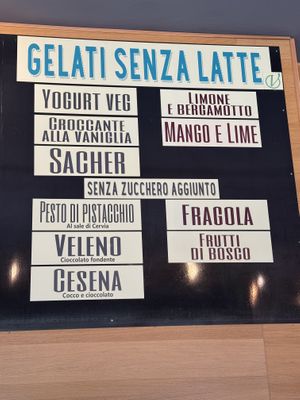 GELATI SENZA LATTE
YOGURT VEG
LIMONE
E BERGAMOTTO
CROCCANTE
ALLA VANIGLIA
MANGO E LIME
SACHER
SENZA ZUCCHERO AGGIUNTO
PESTO DI PISTACCHIO
Al sale di Cervia
FRAGOLA
VELENO
Cioccolato fondente
FRUTTI
DI BOSCO
CESENA
Cocco e cioccolato